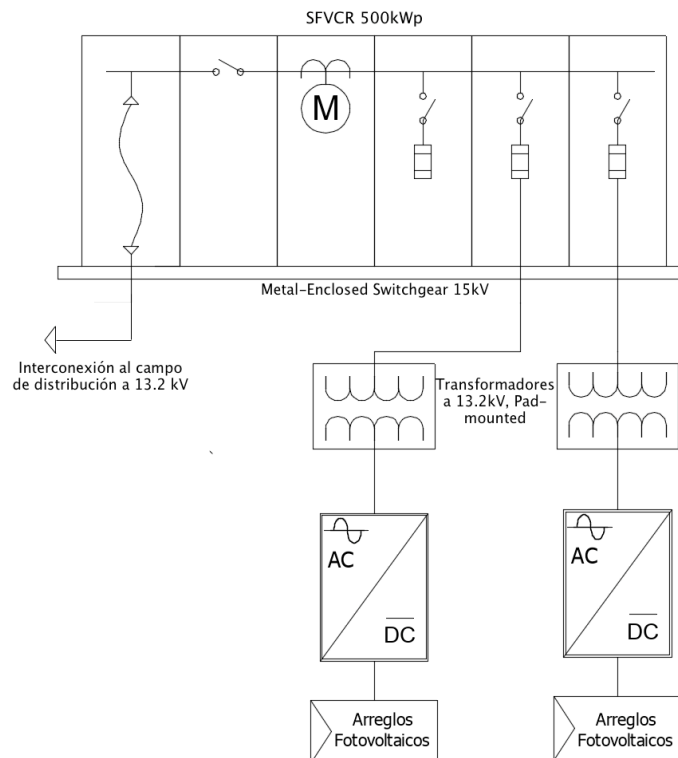 SFVCR 500kWp
M
Metal-Enclosed Switchgear 15kV
Interconexión al campo
de distribución a 13.2 kV
Transformadores
a 13.2kV, Pad-
mounted
AC
DC
AC
DC
Arreglos
Fotovoltaicos
Arreglos
Fotovoltaicos